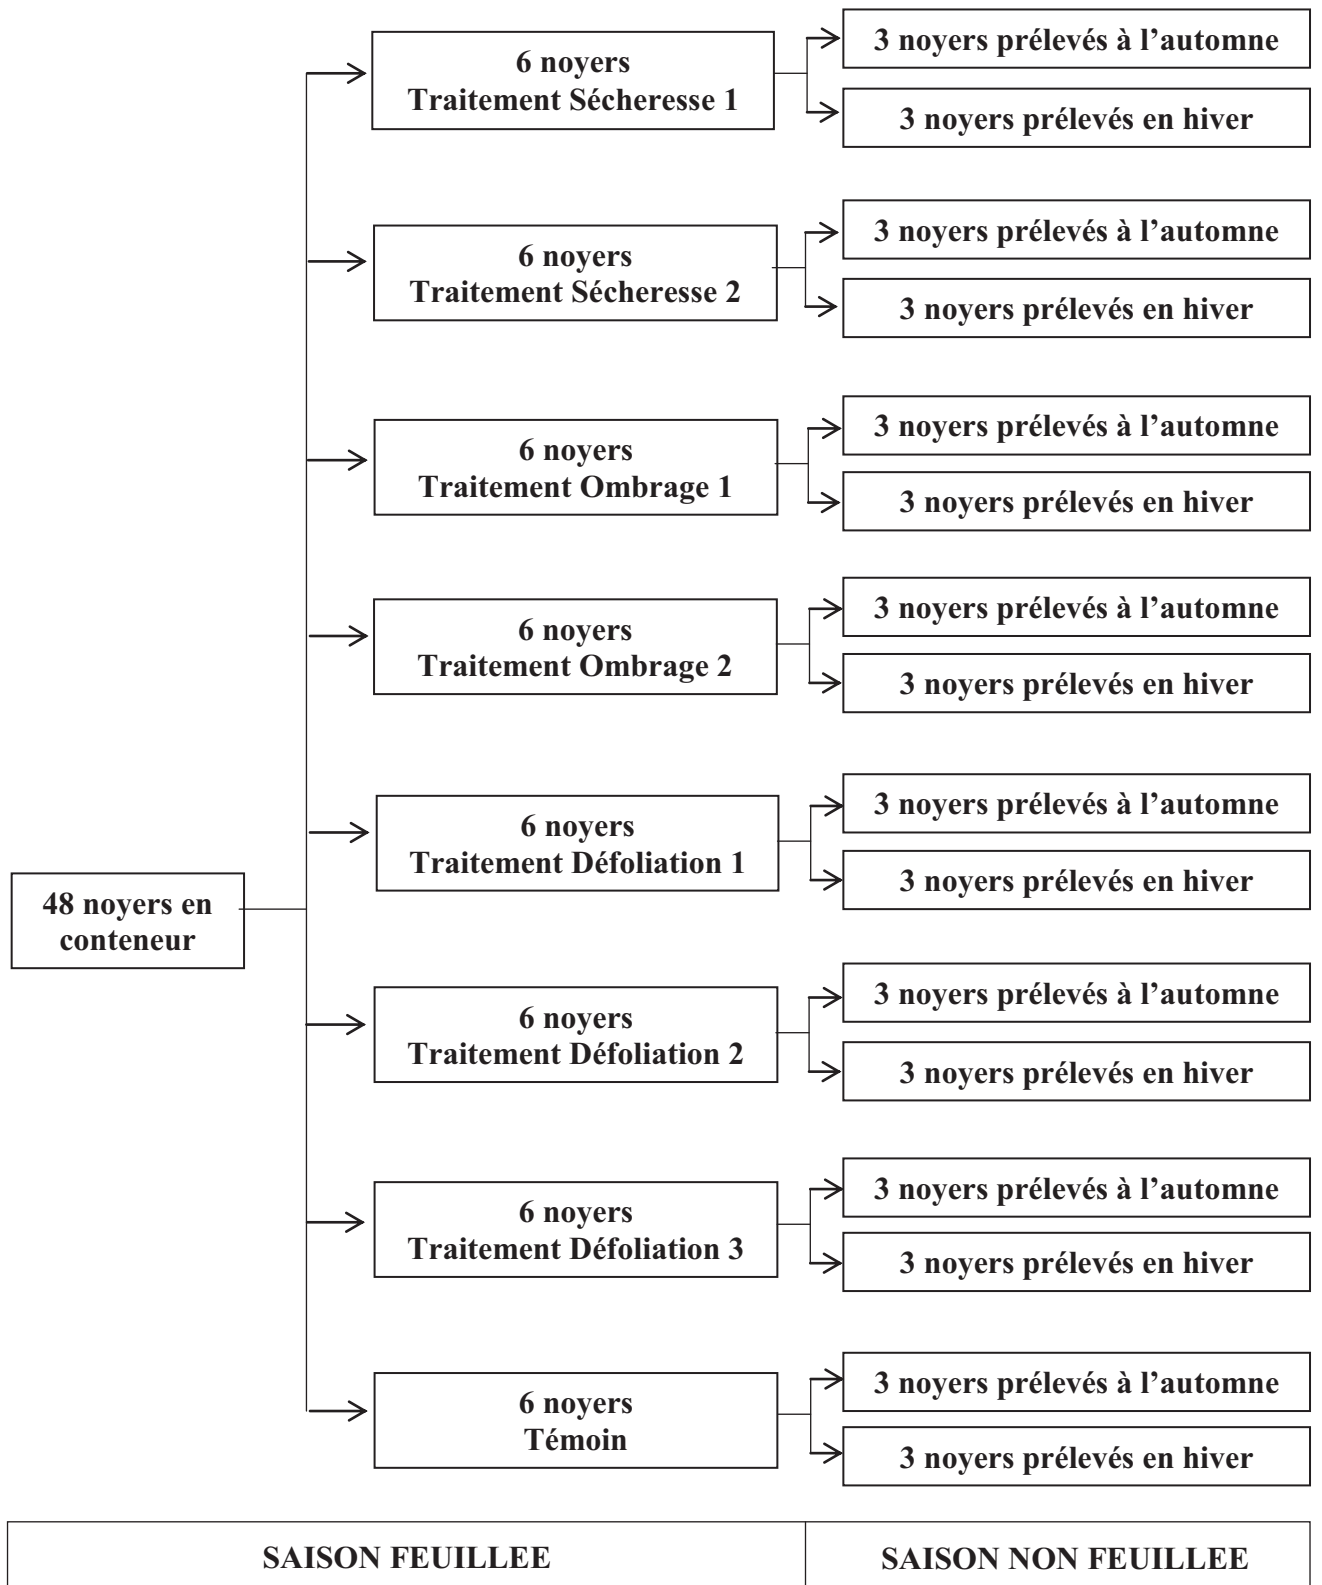 3 noyers prélevés à l’automne
6 noyers
Traitement Sécheresse 1
3 noyers prélevés en hiver
3 noyers prélevés à l’automne
6 noyers
Traitement Sécheresse 2
3 noyers prélevés en hiver
3 noyers prélevés à l’automne
6 noyers
Traitement Ombrage 1
3 noyers prélevés en hiver
3 noyers prélevés à l’automne
6 noyers
Traitement Ombrage 2
3 noyers prélevés en hiver
3 noyers prélevés à l’automne
6 noyers
Traitement Défoliation 1
3 noyers prélevés en hiver
48 noyers en
conteneur
3 noyers prélevés à l’automne
6 noyers
Traitement Défoliation 2
3 noyers prélevés en hiver
3 noyers prélevés à l’automne
6 noyers
Traitement Défoliation 3
3 noyers prélevés en hiver
3 noyers prélevés à l’automne
6 noyers
Témoin
3 noyers prélevés en hiver
SAISON FEUILLEE
SAISON NON FEUILLEE